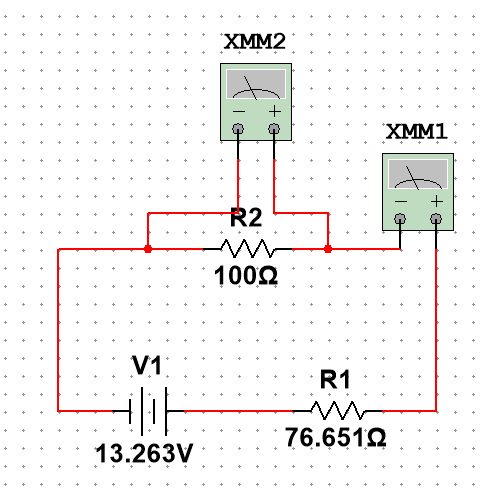 XMM2
− +
XMM1
− +
R2
100Ω
V1
13.263V
R1
76.651Ω